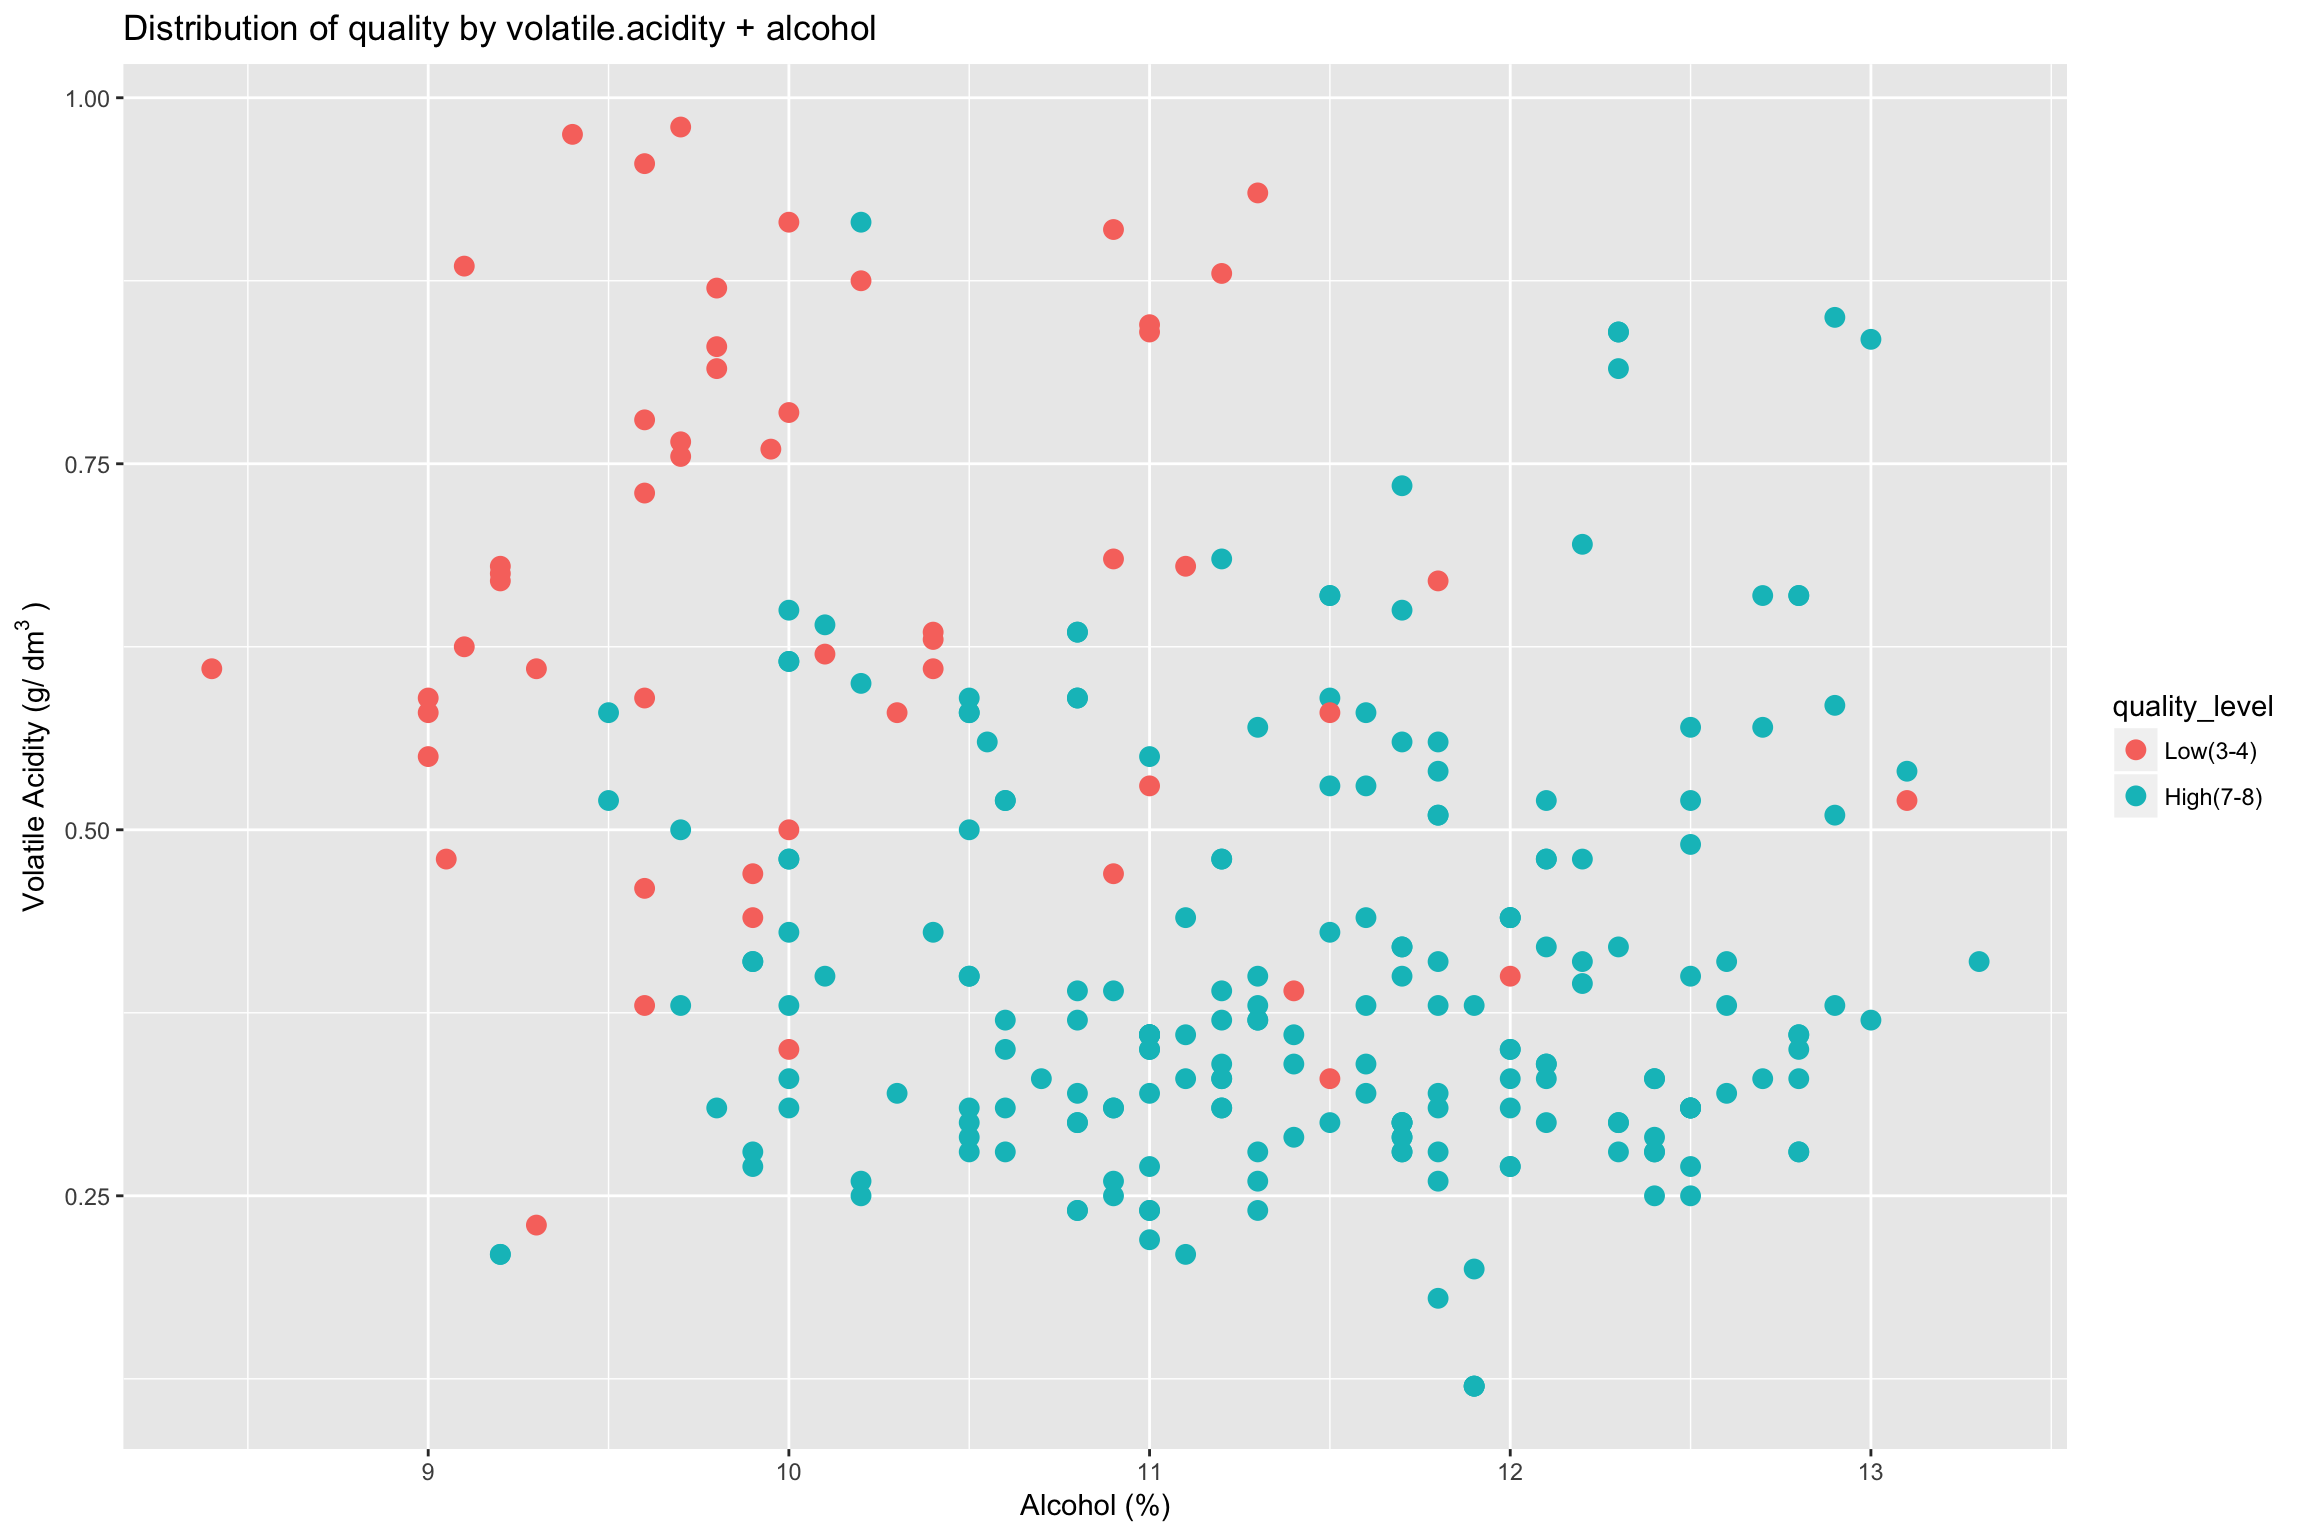 Distribution of quality by volatile.acidity + alcohol
1.00
0.75
0.50
0.25
Volatile Acidity (g/ dm³ )
9 10 11 12 13
Alcohol (%)
quality_level
Low(3-4)
High(7-8)